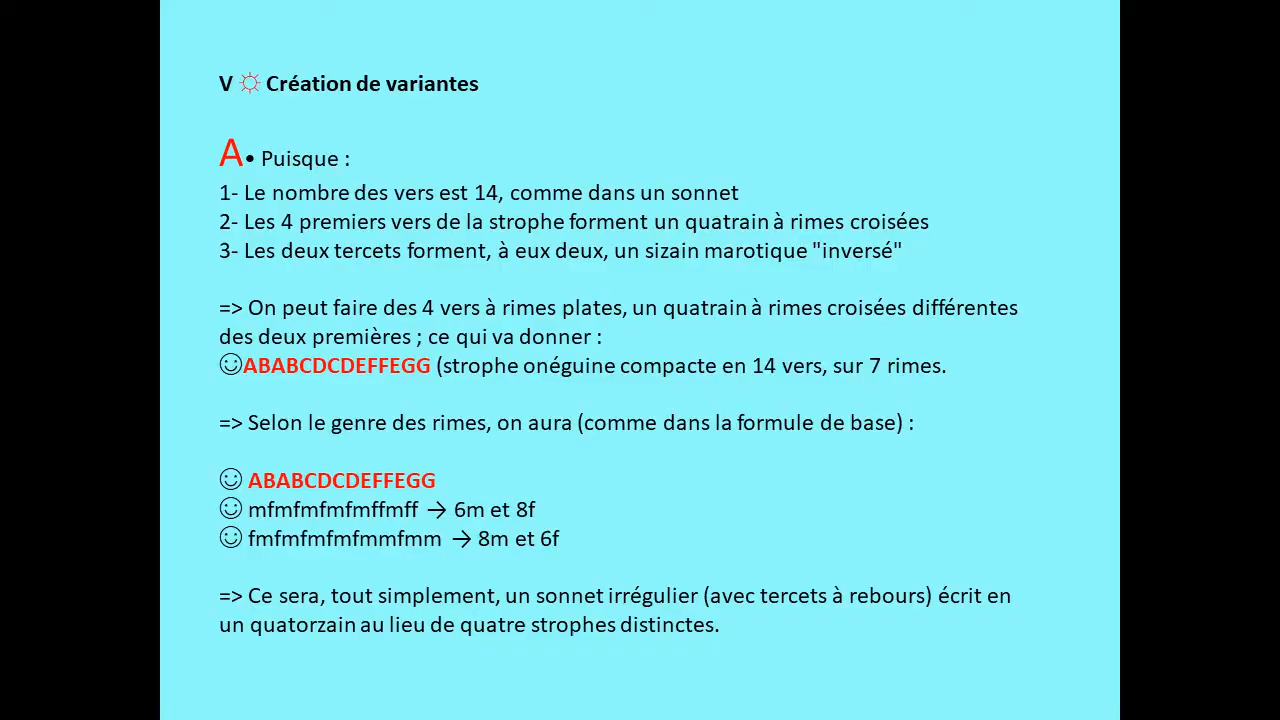 V ☼ Création de variantes
A• Puisque :
1- Le nombre des vers est 14, comme dans un sonnet
2- Les 4 premiers vers de la strophe forment un quatrain à rimes croisées
3- Les deux tercets forment, à eux deux, un sizain marotique "inversé"
=> On peut faire des 4 vers à rimes plates, un quatrain à rimes croisées différentes
des deux premières ; ce qui va donner :
☺ABABCDCDEFFEGG (strophe onéguine compacte en 14 vers, sur 7 rimes.
=> Selon le genre des rimes, on aura (comme dans la formule de base) :
☺ ABABCDCDEFFEGG
☺ mfmfmfmfmffmff → 6m et 8f
☺ fmfmfmfmfmmfmm → 8m et 6f
=> Ce sera, tout simplement, un sonnet irrégulier (avec tercets à rebours) écrit en
un quatorzain au lieu de quatre strophes distinctes.